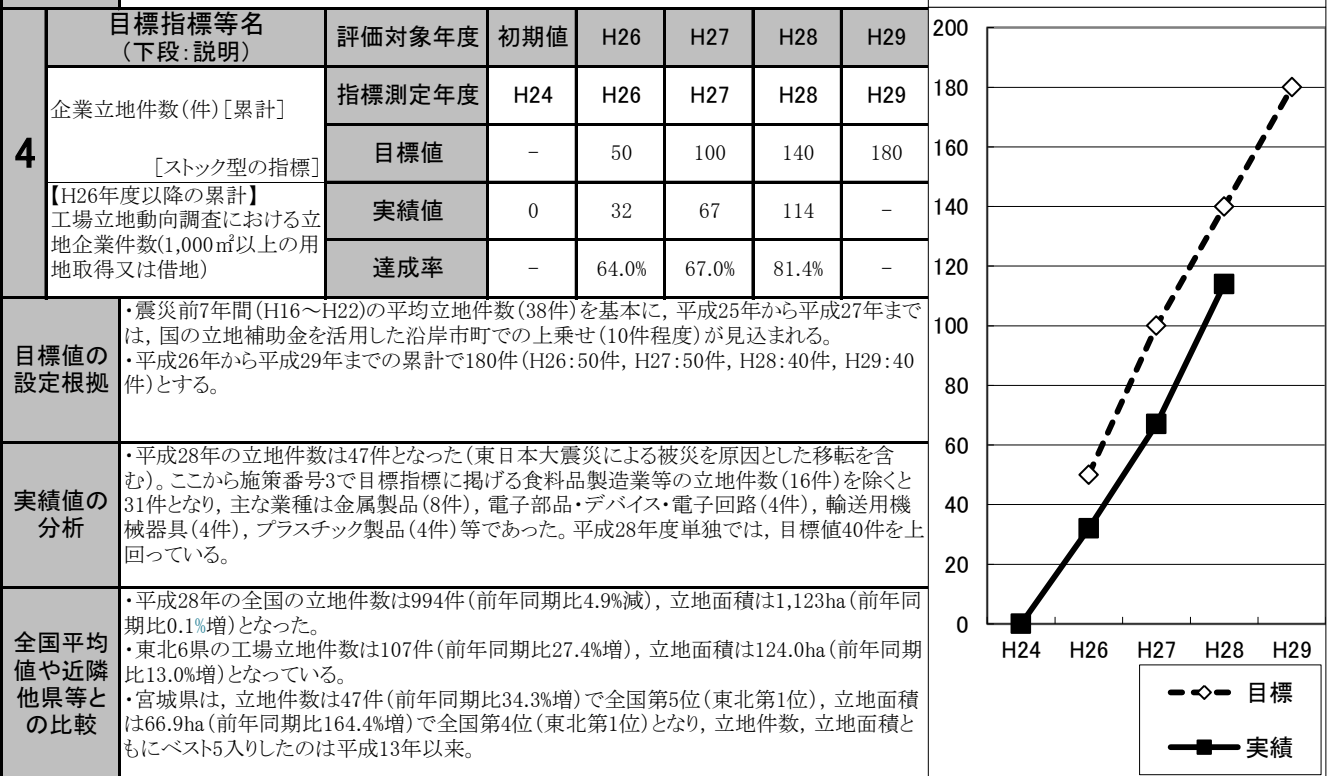 4
目標指標等名
(下段:説明)
評価対象年度 初期値 H26 H27 H28 H29
企業立地件数(件)[累計]
[ストック型の指標]
指標測定年度 H24 H26 H27 H28 H29
目標値 - 50 100 140 180
【H26年度以降の累計】
工場立地動向調査における立
地企業件数(1,000㎡以上の用
地取得又は借地)
実績値 0 32 67 114 -
達成率 - 64.0% 67.0% 81.4% -
目標値の
設定根拠
・震災前7年間(H16~H22)の平均立地件数(38件)を基本に,平成25年から平成27年まで
は,国の立地補助金を活用した沿岸市町での上乗せ(10件程度)が見込まれる。
・平成26年から平成29年までの累計で180件(H26:50件,H27:50件,H28:40件,H29:40
件)とする。
実績値の
分析
・平成28年の立地件数は47件となった(東日本大震災による被災を原因とした移転を含
む)。ここから施策番号3で目標指標に掲げる食料品製造業等の立地件数(16件)を除くと
31件となり,主な業種は金属製品(8件),電子部品・デバイス・電子回路(4件),輸送用機
械器具(4件),プラスチック製品(4件)等であった。平成28年度単独では,目標値40件を上
回っている。
全国平均
値や近隣
他県等と
の比較
・平成28年の全国の立地件数は994件(前年同期比4.9%減),立地面積は1,123ha(前年同
期比0.1%増)となった。
・東北6県の工場立地件数は107件(前年同期比27.4%増),立地面積は124.0ha(前年同期
比13.0%増)となっている。
・宮城県は,立地件数は47件(前年同期比34.3%増)で全国第5位(東北第1位),立地面積
は66.9ha(前年同期比164.4%増)で全国第4位(東北第1位)となり,立地件数,立地面積と
もにベスト5入りしたのは平成13年以来。
200
180
160
140
120
100
80
60
40
20
0
H24 H26 H27 H28 H29
目標
実績